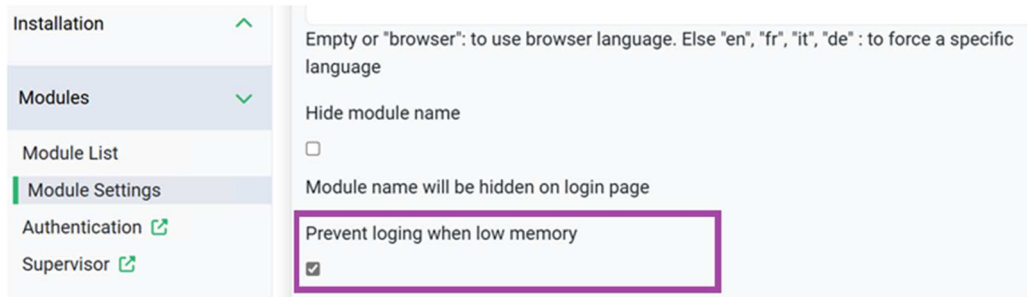 Installation
Modules
Module List
Module Settings
Authentication
Supervisor
Empty or "browser": to use browser language. Else "en", "fr", "it", "de" : to force a specific
language
Hide module name
Module name will be hidden on login page
Prevent loging when low memory